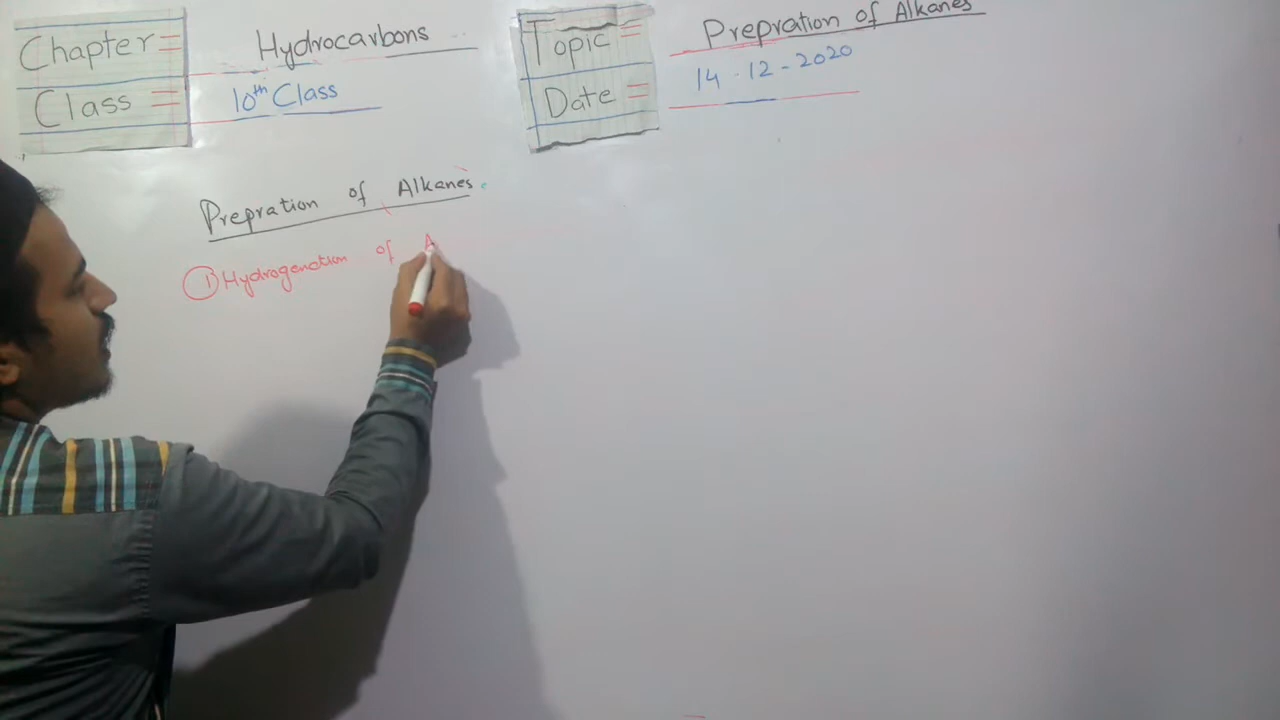 Chapter = Hydrocarbons
Class = 10th Class
Topic = Prepration of Alkanes
Date = 14-12-2020
Prepration of Alkanes.
① Hydrogenation of A